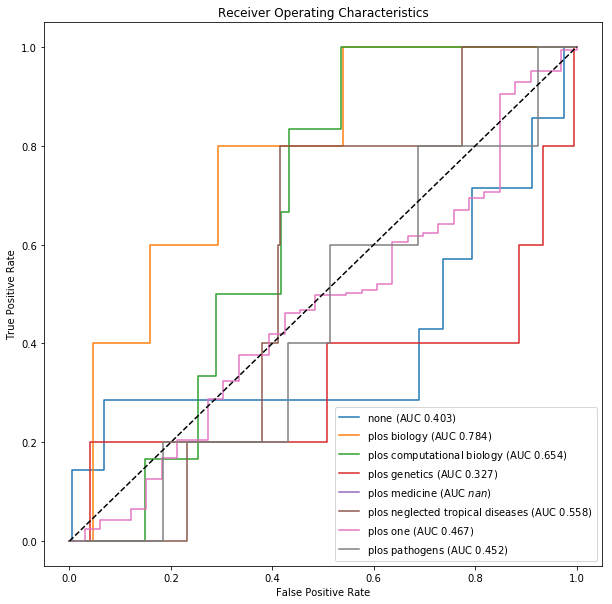 Receiver Operating Characteristics
1.0
0.8
0.6
0.4
0.2
0.0
True Positive Rate
none (AUC 0.403)
plos biology (AUC 0.784)
plos computational biology (AUC 0.654)
plos genetics (AUC 0.327)
plos medicine (AUC nan)
plos neglected tropical diseases (AUC 0.558)
plos one (AUC 0.467)
plos pathogens (AUC 0.452)
0.0 0.2 0.4 0.6 0.8 1.0
False Positive Rate